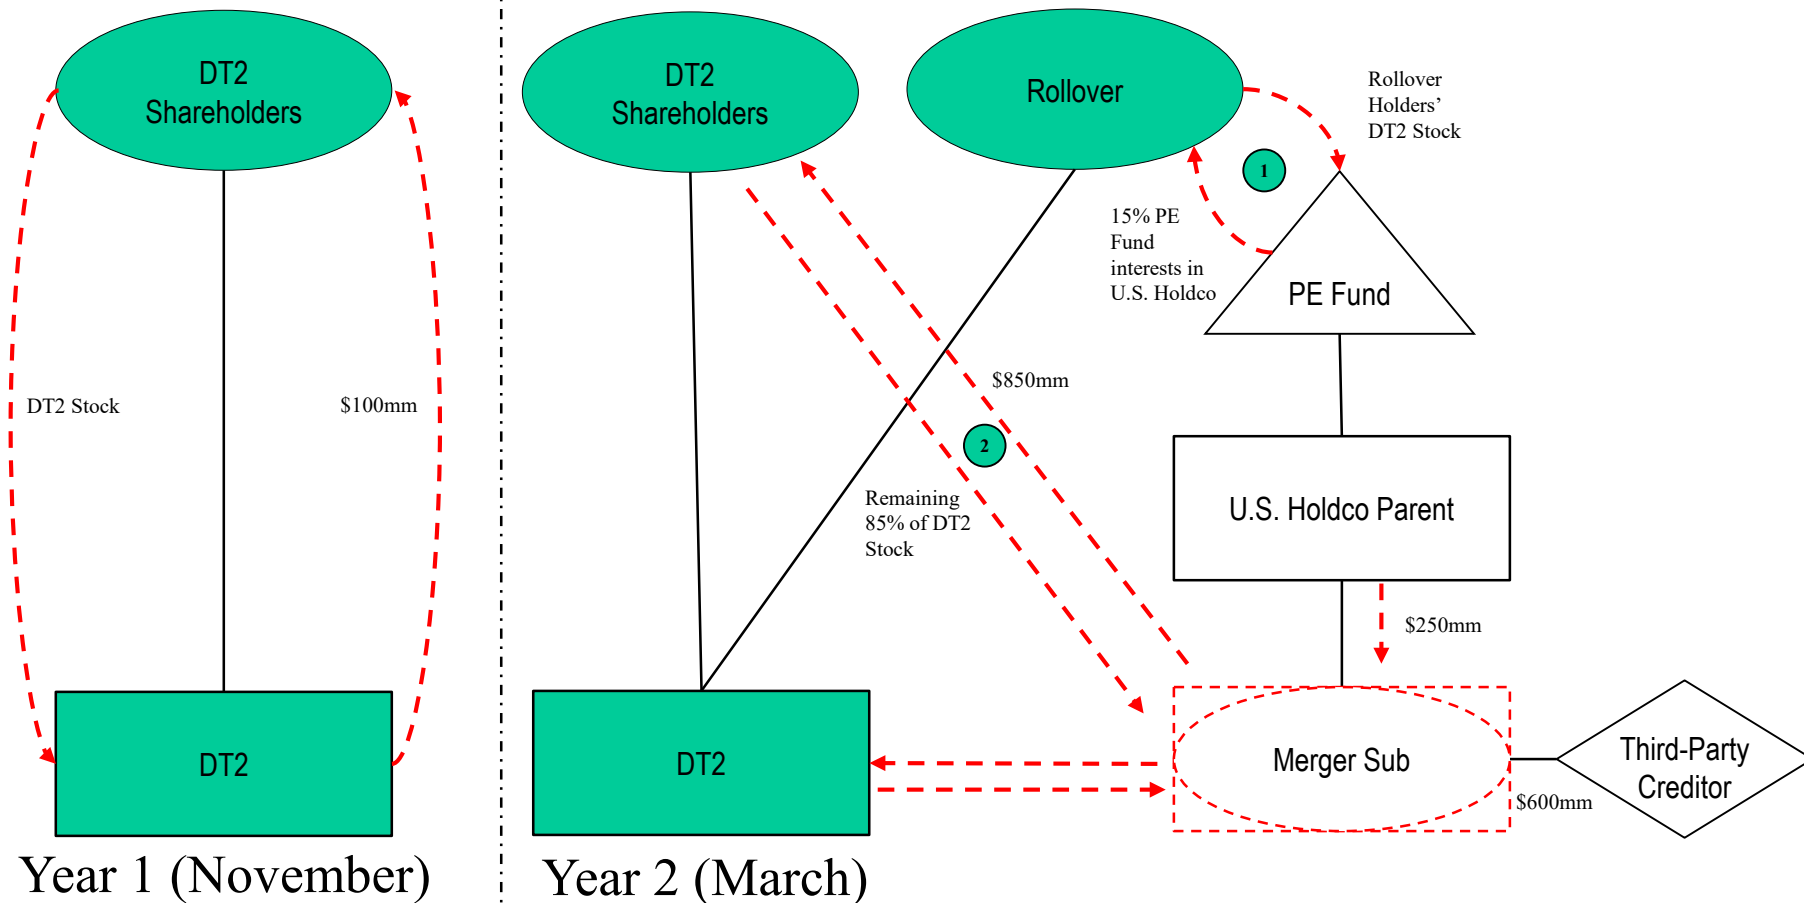 DT2
Shareholders
DT2 Stock
$100mm
DT2
Year 1 (November)
DT2
Shareholders
Rollover
Rollover
Holders’
DT2 Stock
1
15% PE
Fund
interests in
U.S. Holdco
PE Fund
$850mm
2
Remaining
85% of DT2
Stock
U.S. Holdco Parent
$250mm
DT2
Merger Sub
$600mm
Third-Party
Creditor
Year 2 (March)